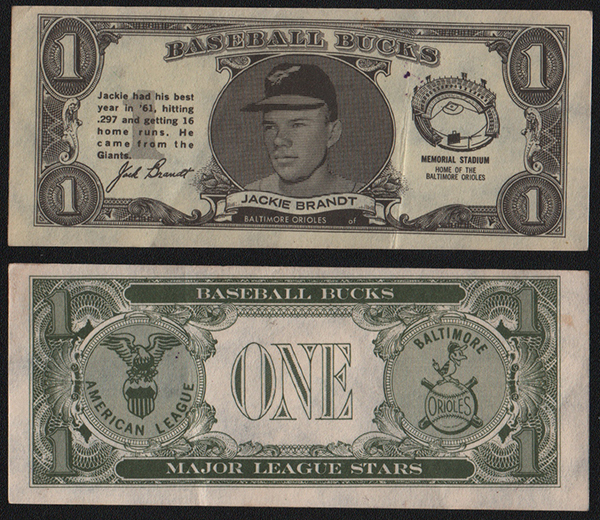 BASEBALL BUCKS
1
1
Jackie had his best
year in '61, hitting
.297 and getting 16
home runs. He
came from the
Giants.
Jack Brandt
MEMORIAL STADIUM
HOME OF THE
BALTIMORE ORIOLES
1
1
JACKIE BRANDT
BALTIMORE ORIOLES of
BASEBALL BUCKS
1
1
AMERICAN LEAGUE
ONE
BALTIMORE
ORIOLES
1
1
MAJOR LEAGUE STARS